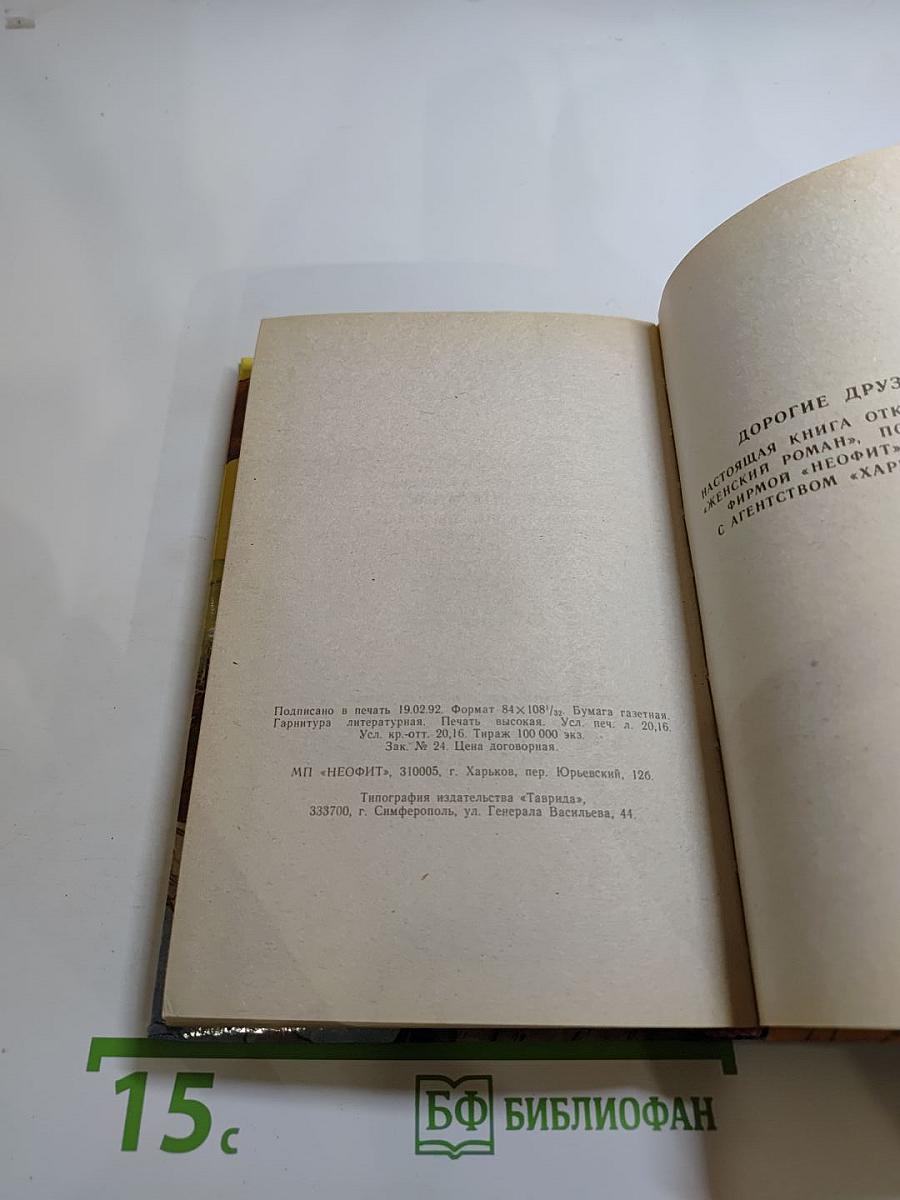 Подписано в печать 19.02.92. Формат 84×108¹/₃₂. Бумага газетная.
Гарнитура литературная. Печать высокая. Усл. печ. л. 20,16.
Усл. кр.-отт. 20,16. Тираж 100 000 экз.
Зак. № 24. Цена договорная.
МП «НЕОФИТ», 310005, г. Харьков, пер. Юрьевский, 12б.
Типография издательства «Таврида»,
333700, г. Симферополь, ул. Генерала Васильева, 44.
ДОРОГИЕ ДРУЗ
НАСТОЯЩАЯ КНИГА ОТК
«ЖЕНСКИЙ РОМАН», ПО
ФИРМОЙ «НЕОФИТ»
С АГЕНТСТВОМ «ХАР
15 с
БФ БИБЛИОФАН